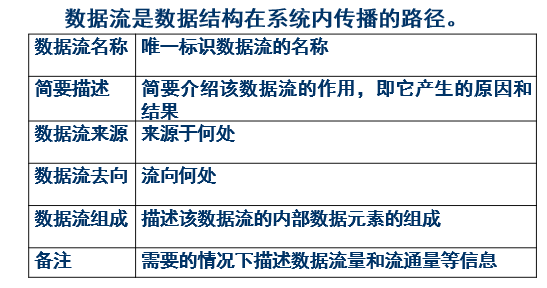 数据流是数据结构在系统内传播的路径。
数据流名称 唯一标识数据流的名称
简要描述 简要介绍该数据流的作用，即它产生的原因和
结果
数据流来源 来源于何处
数据流去向 流向何处
数据流组成 描述该数据流的内部数据元素的组成
备注 需要的情况下描述数据流量和流通量等信息